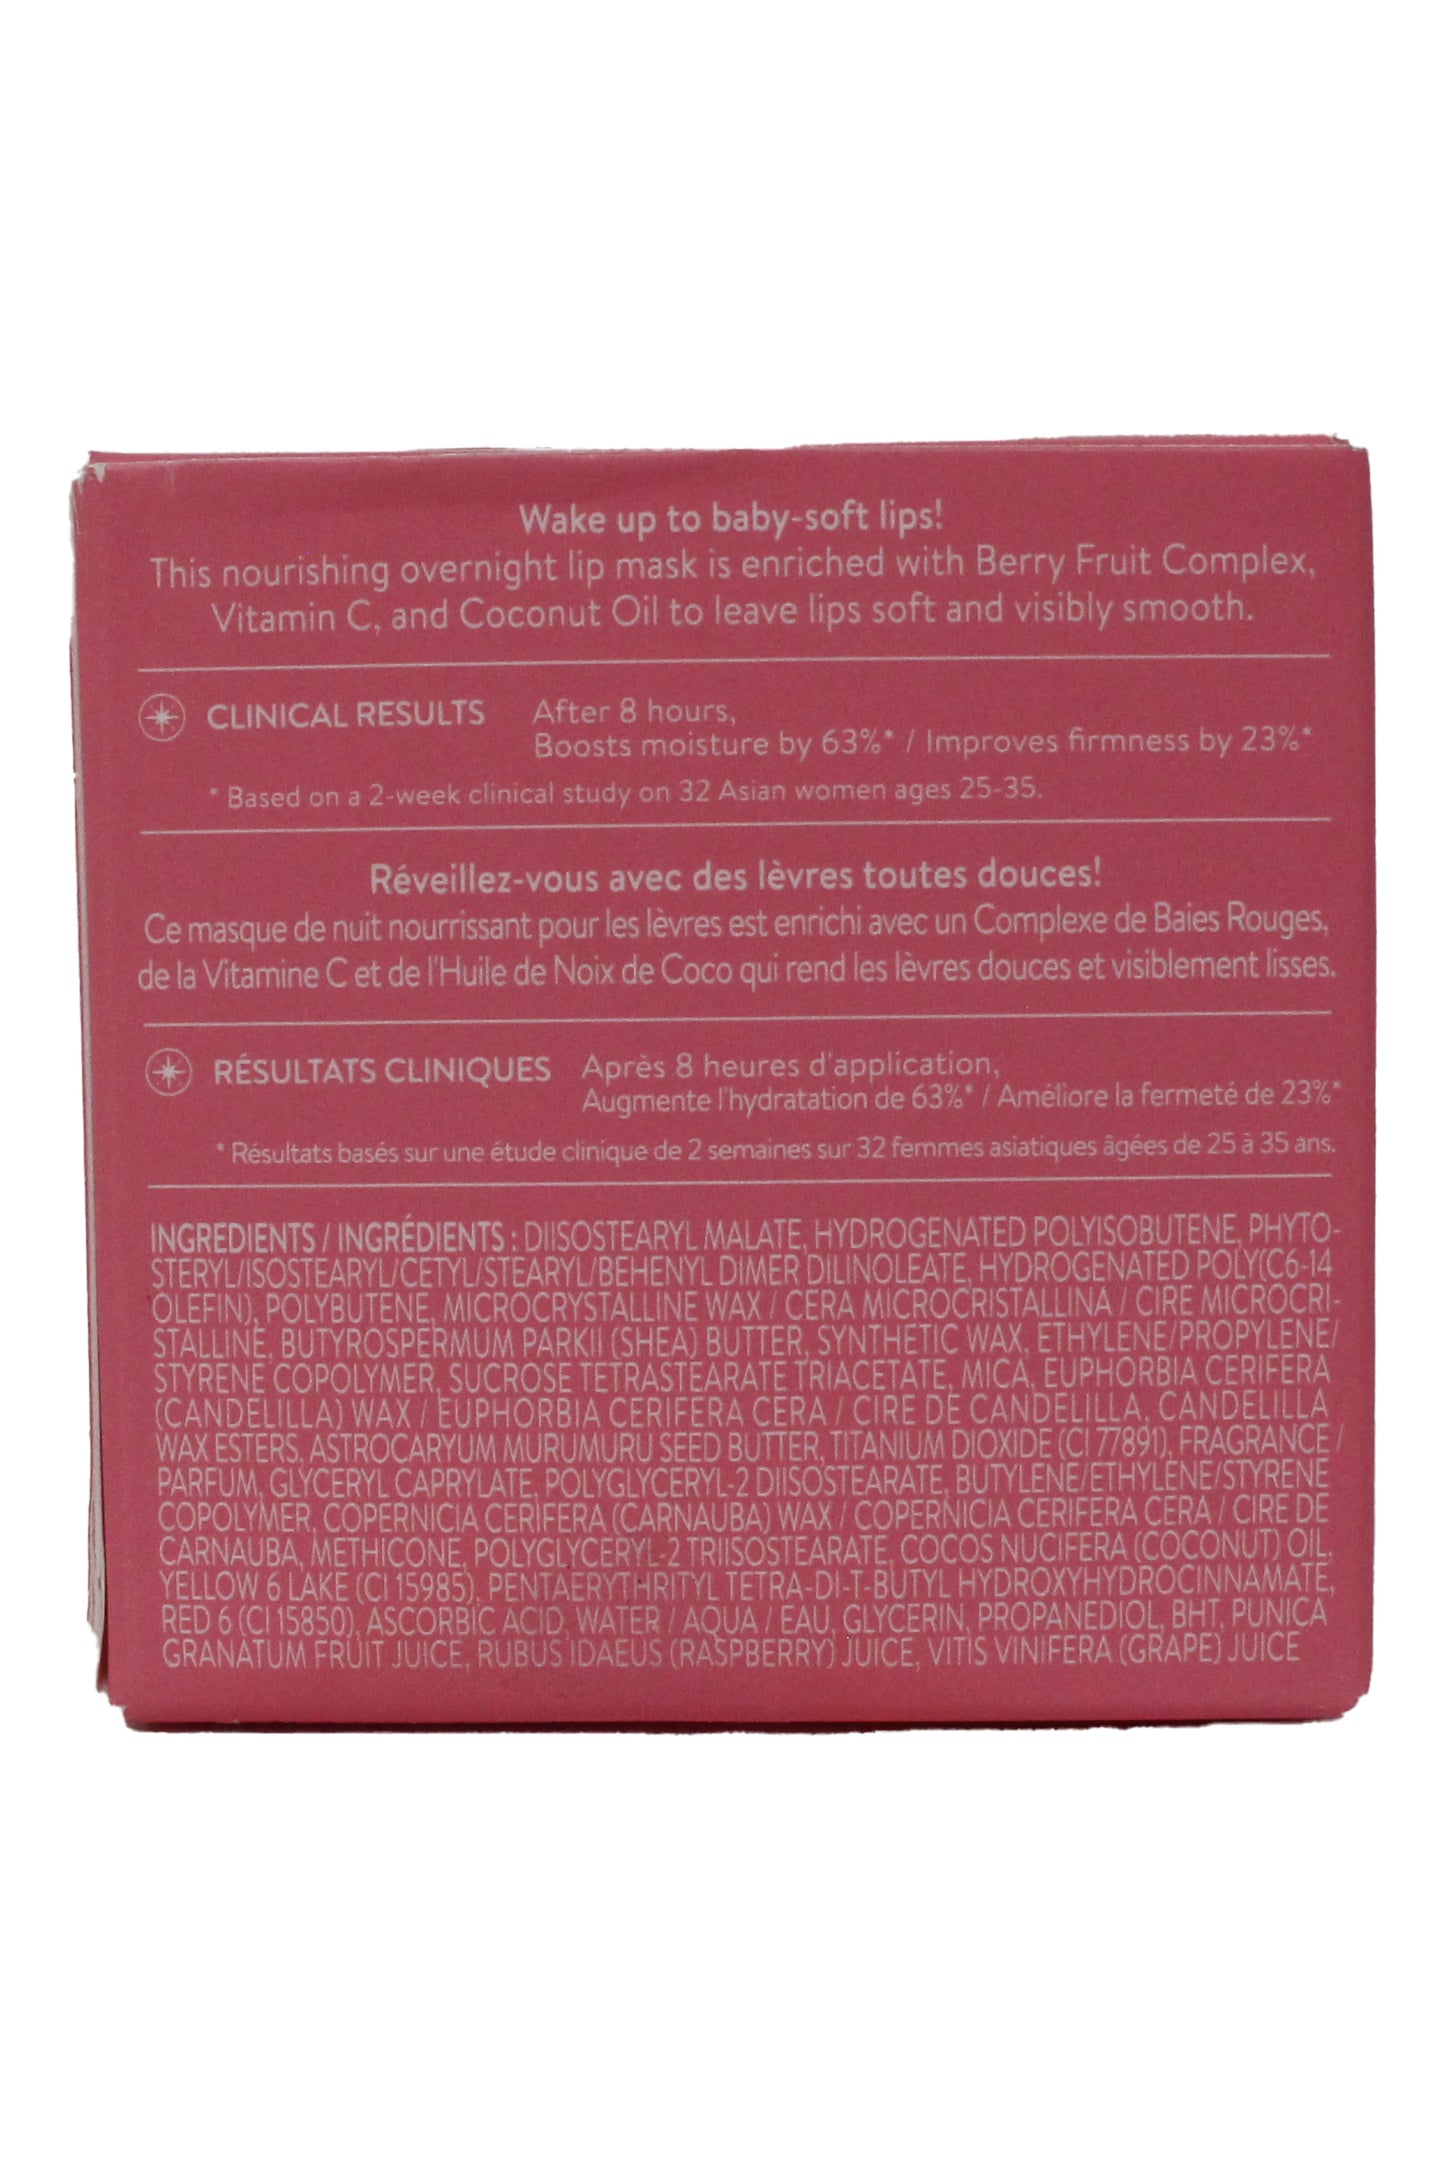 Wake up to baby-soft lips!
This nourishing overnight lip mask is enriched with Berry Fruit Complex,
Vitamin C, and Coconut Oil to leave lips soft and visibly smooth.
CLINICAL RESULTS After 8 hours,
Boosts moisture by 63%* / Improves firmness by 23%*
* Based on a 2-week clinical study on 32 Asian women ages 25-35.
Réveillez-vous avec des lèvres toutes douces!
Ce masque de nuit nourrissant pour les lèvres est enrichi avec un Complexe de Baies Rouges,
de la Vitamine C et de l'Huile de Noix de Coco qui rend les lèvres douces et visiblement lisses.
RÉSULTATS CLINIQUES Après 8 heures d'application,
Augmente l'hydratation de 63%* / Améliore la fermeté de 23%*
* Résultats basés sur une étude clinique de 2 semaines sur 32 femmes asiatiques âgées de 25 à 35 ans.
INGREDIENTS / INGRÉDIENTS : DIISOSTEARYL MALATE, HYDROGENATED POLYISOBUTENE, PHYTO-
STERYL/ISOSTEARYL/CETYL/STEARYL/BEHENYL DIMER DILINOLEATE, HYDROGENATED POLY(C6-14
OLEFIN), POLYBUTENE, MICROCRYSTALLINE WAX / CERA MICROCRISTALLINA / CIRE MICROCRI-
STALLINE, BUTYROSPERMUM PARKII (SHEA) BUTTER, SYNTHETIC WAX, ETHYLENE/PROPYLENE/
STYRENE COPOLYMER, SUCROSE TETRASTEARATE TRIACETATE, MICA, EUPHORBIA CERIFERA
(CANDELILLA) WAX / EUPHORBIA CERIFERA CERA / CIRE DE CANDELILLA, CANDELILLA
WAX ESTERS, ASTROCARYUM MURUMURU SEED BUTTER, TITANIUM DIOXIDE (CI 77891), FRAGRANCE /
PARFUM, GLYCERYL CAPRYLATE, POLYGLYCERYL-2 DIISOSTEARATE, BUTYLENE/ETHYLENE/STYRENE
COPOLYMER, COPERNICIA CERIFERA (CARNAUBA) WAX / COPERNICIA CERIFERA CERA / CIRE DE
CARNAUBA, METHICONE, POLYGLYCERYL-2 TRIISOSTEARATE, COCOS NUCIFERA (COCONUT) OIL,
YELLOW 6 LAKE (CI 15985), PENTAERYTHRITYL TETRA-DI-T-BUTYL HYDROXYHYDROCINNAMATE,
RED 6 (CI 15850), ASCORBIC ACID, WATER / AQUA / EAU, GLYCERIN, PROPANEDIOL, BHT, PUNICA
GRANATUM FRUIT JUICE, RUBUS IDAEUS (RASPBERRY) JUICE, VITIS VINIFERA (GRAPE) JUICE